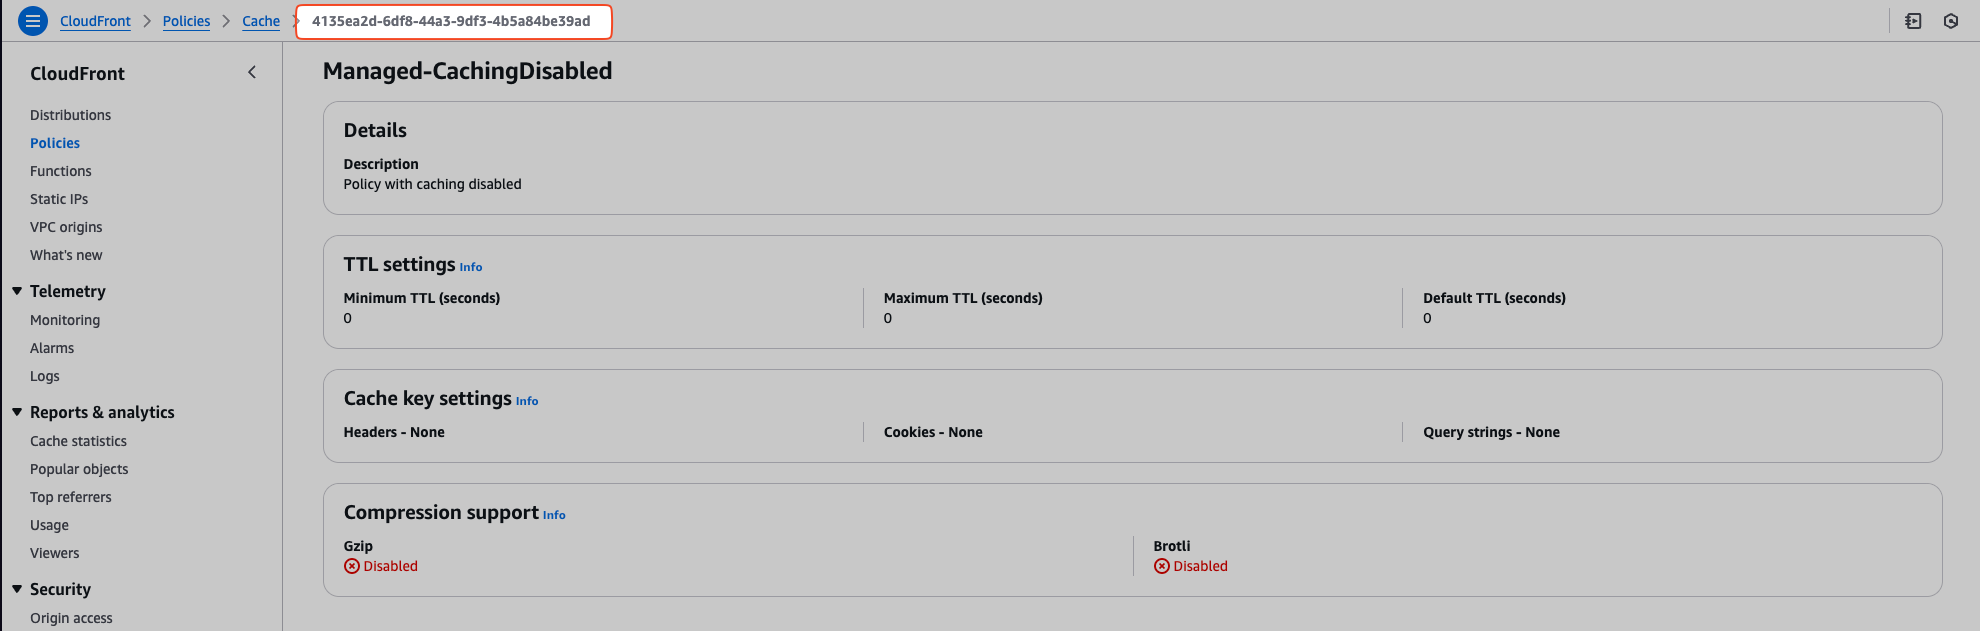 CloudFront > Policies > Cache > 4135ea2d-6df8-44a3-9df3-4b5a84be39ad
CloudFront
Distributions
Policies
Functions
Static IPs
VPC origins
What's new
Telemetry
Monitoring
Alarms
Logs
Reports & analytics
Cache statistics
Popular objects
Top referrers
Usage
Viewers
Security
Origin access
Managed-CachingDisabled
Details
Description
Policy with caching disabled
TTL settings Info
Minimum TTL (seconds)
0
Maximum TTL (seconds)
0
Default TTL (seconds)
0
Cache key settings Info
Headers - None
Cookies - None
Query strings - None
Compression support Info
Gzip
Disabled
Brotli
Disabled